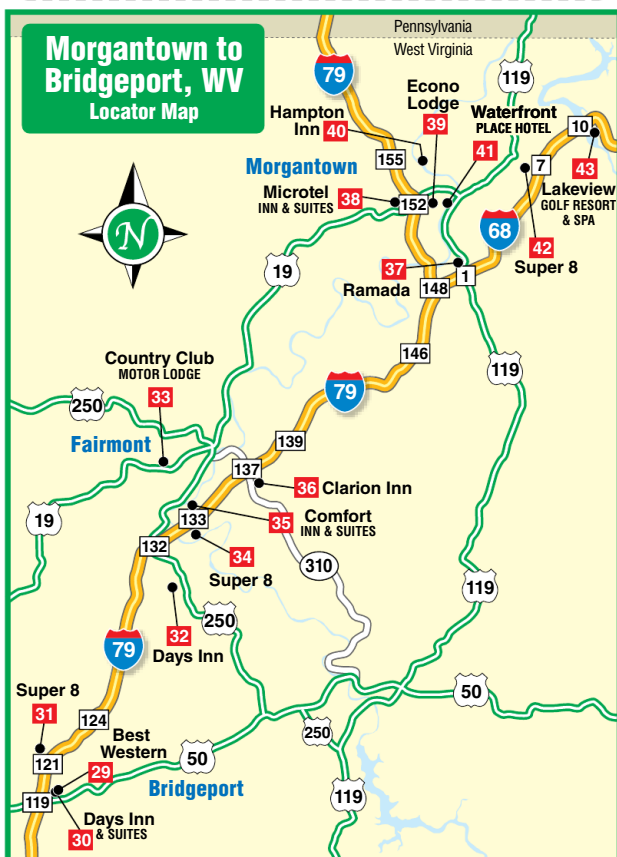 Pennsylvania
West Virginia
Morgantown to
Bridgeport, WV
Locator Map
79
119
Econo
Lodge
39
Hampton
Inn 40
Waterfront
PLACE HOTEL
41
10
155
7
43
Morgantown
Lakeview
GOLF RESORT
& SPA
Microtel
INN & SUITES
38
152
N
68
42
Super 8
19
37
Ramada
1
148
146
119
Country Club
MOTOR LODGE
33
79
250
Fairmont
139
137
36 Clarion Inn
19
133
35 Comfort
INN & SUITES
132
34
Super 8
310
119
32
Days Inn
250
79
Super 8
31
50
124
Best
Western
29
250
121
50
Bridgeport
119
119
Days Inn
& SUITES
30